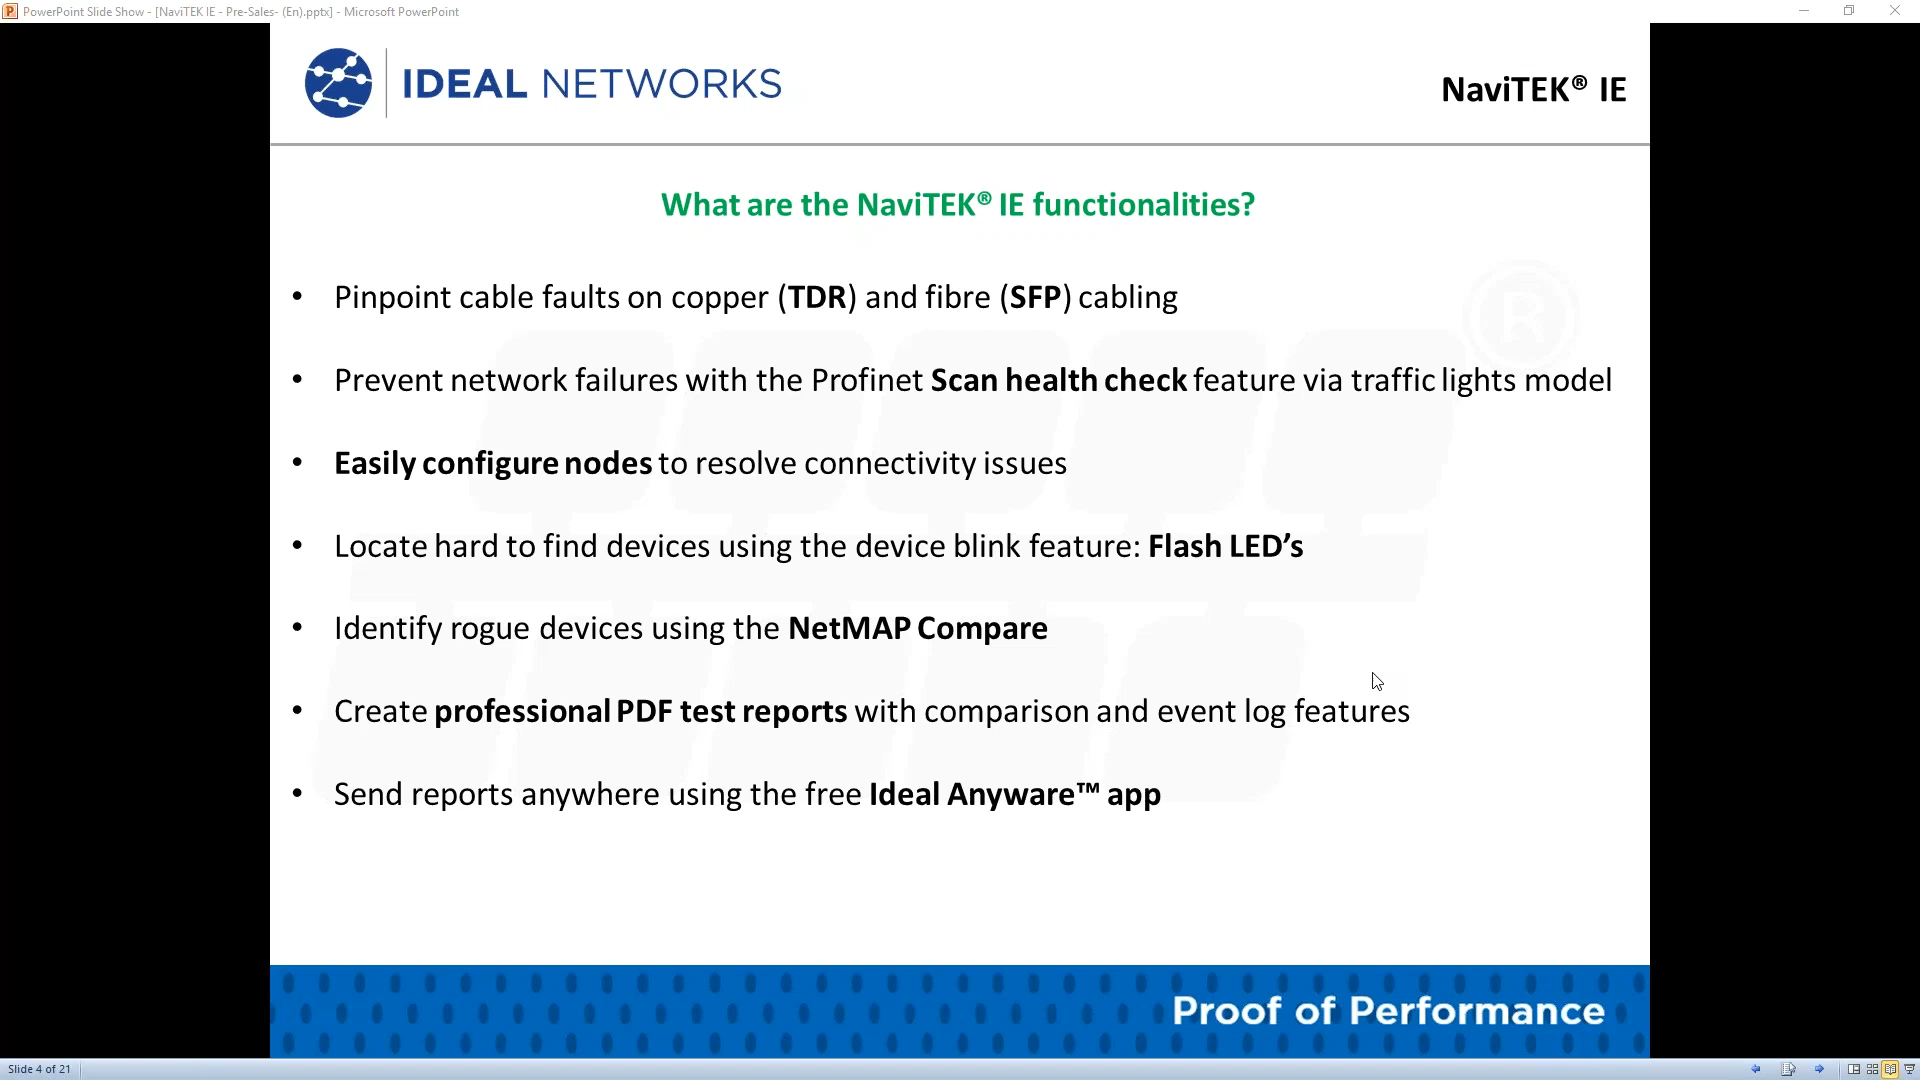 PowerPoint Slide Show - [NaviTEK IE - Pre-Sales- (En).pptx] - Microsoft PowerPoint
IDEAL NETWORKS
NaviTEK® IE
What are the NaviTEK® IE functionalities?
• Pinpoint cable faults on copper (TDR) and fibre (SFP) cabling
• Prevent network failures with the Profinet Scan health check feature via traffic lights model
• Easily configure nodes to resolve connectivity issues
• Locate hard to find devices using the device blink feature: Flash LED’s
• Identify rogue devices using the NetMAP Compare
• Create professional PDF test reports with comparison and event log features
• Send reports anywhere using the free Ideal Anyware™ app
Proof of Performance
Slide 4 of 21